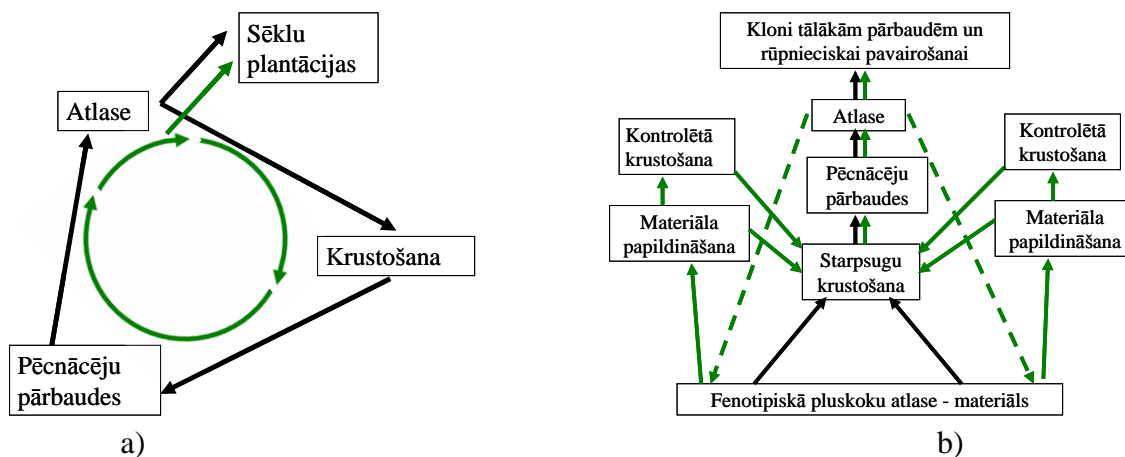 Sēklu
plantācijas
Atlase
Krustošana
Pēcnācēju
pārbaudes
a)
Kloni tālākām pārbaudēm un
rūpnieciskai pavairošanai
Atlase
Kontrolētā
krustošana
Kontrolētā
krustošana
Pēcnācēju
pārbaudes
Materiāla
papildināšana
Materiāla
papildināšana
Starpsugu
krustošana
Fenotipiskā pluskoku atlase - materiāls
b)